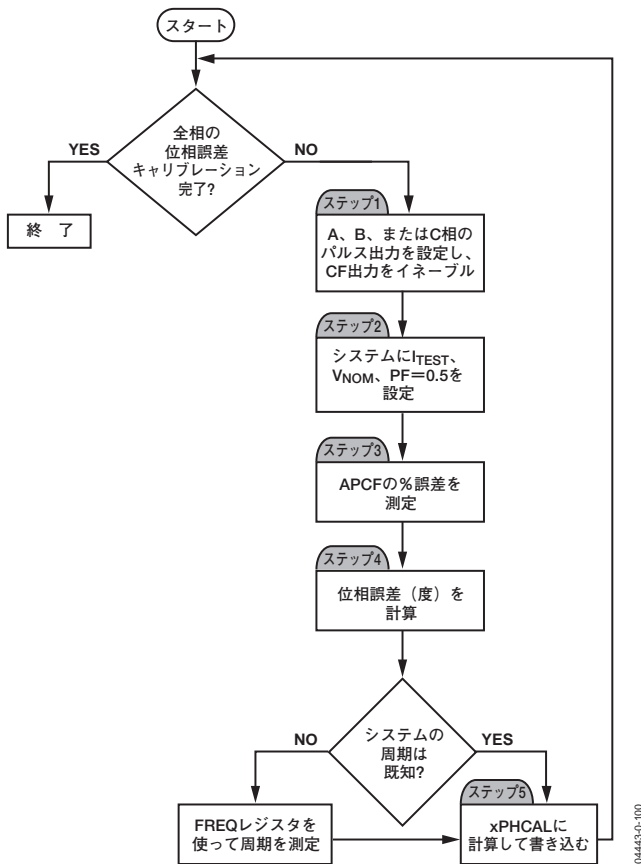 スタート
全相の
位相誤差
キャリブレーション
完了?
YES
NO
終 了
ステップ1
A、B、またはC相の
パルス出力を設定し、
CF出力をイネーブル
ステップ2
システムにITEST、
VNOM、PF＝0.5を
設定
ステップ3
APCFの％誤差を
測定
ステップ4
位相誤差（度）を
計算
システムの
周期は
既知?
NO
YES
FREQレジスタを
使って周期を測定
ステップ5
xPHCALに
計算して書き込む
04443-0-100